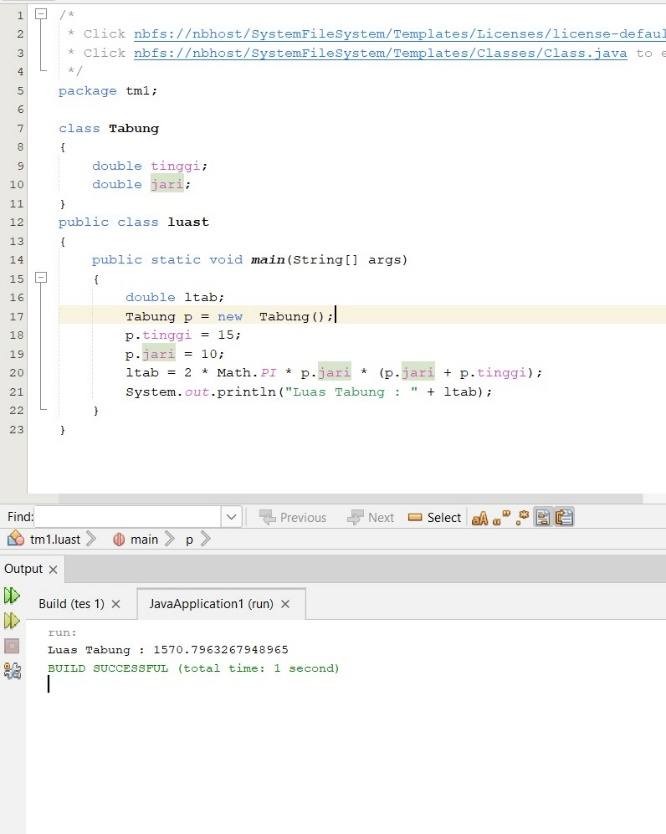 1 /*
2 * Click nbfs://nbhost/SystemFileSystem/Templates/Licenses/license-defaul
3 * Click nbfs://nbhost/SystemFileSystem/Templates/Classes/Class.java to e
4 */
5 package tm1;
6
7 class Tabung
8 {
9 double tinggi;
10 double jari;
11 }
12 public class luast
13 {
14 public static void main(String[] args)
15 {
16 double ltab;
17 Tabung p = new  Tabung();
18 p.tinggi = 15;
19 p.jari = 10;
20 ltab = 2 * Math.PI * p.jari * (p.jari + p.tinggi);
21 System.out.println("Luas Tabung : " + ltab);
22 }
23 }
Find: Previous Next Select aA
tm1.luast main p
Output ×
Build (tes 1) × JavaApplication1 (run) ×
run:
Luas Tabung : 1570.7963267948965
BUILD SUCCESSFUL (total time: 1 second)